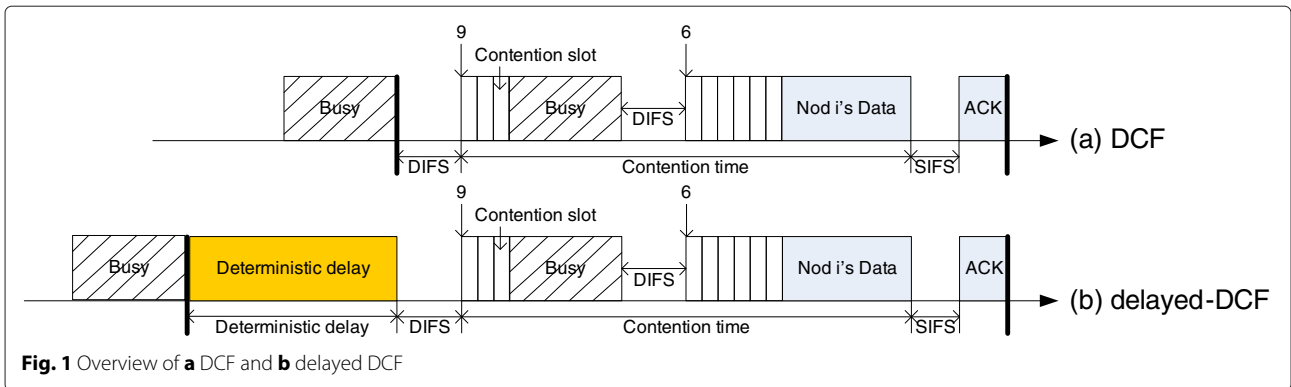 9
6
Contention slot
Busy
Busy
DIFS
Nod i's Data
ACK
(a) DCF
DIFS
Contention time
SIFS
9
6
Contention slot
Busy
Deterministic delay
Busy
DIFS
Nod i's Data
ACK
(b) delayed-DCF
Deterministic delay
DIFS
Contention time
SIFS
Fig. 1 Overview of a DCF and b delayed DCF